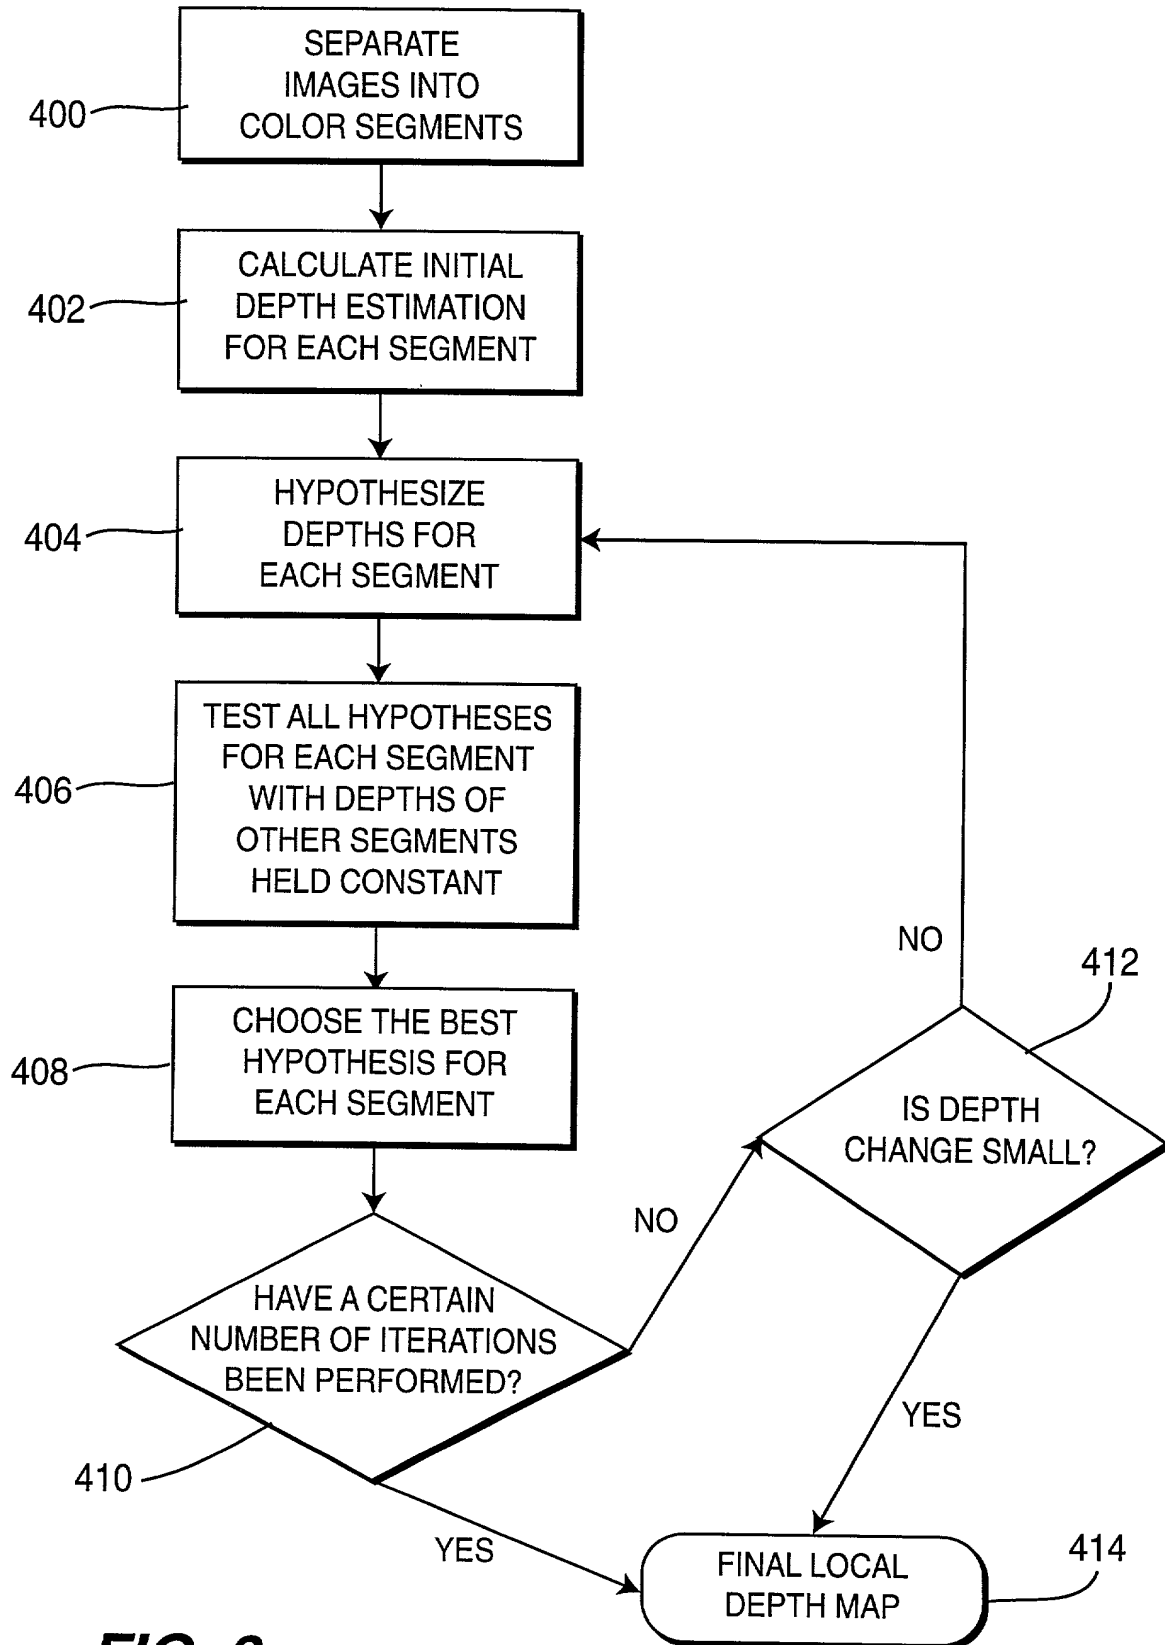 SEPARATE
IMAGES INTO
COLOR SEGMENTS
400
CALCULATE INITIAL
DEPTH ESTIMATION
FOR EACH SEGMENT
402
HYPOTHESIZE
DEPTHS FOR
EACH SEGMENT
404
TEST ALL HYPOTHESES
FOR EACH SEGMENT
WITH DEPTHS OF
OTHER SEGMENTS
HELD CONSTANT
406
CHOOSE THE BEST
HYPOTHESIS FOR
EACH SEGMENT
408
HAVE A CERTAIN
NUMBER OF ITERATIONS
BEEN PERFORMED?
410
NO
YES
IS DEPTH
CHANGE SMALL?
412
NO
YES
FINAL LOCAL
DEPTH MAP
414
FIG.